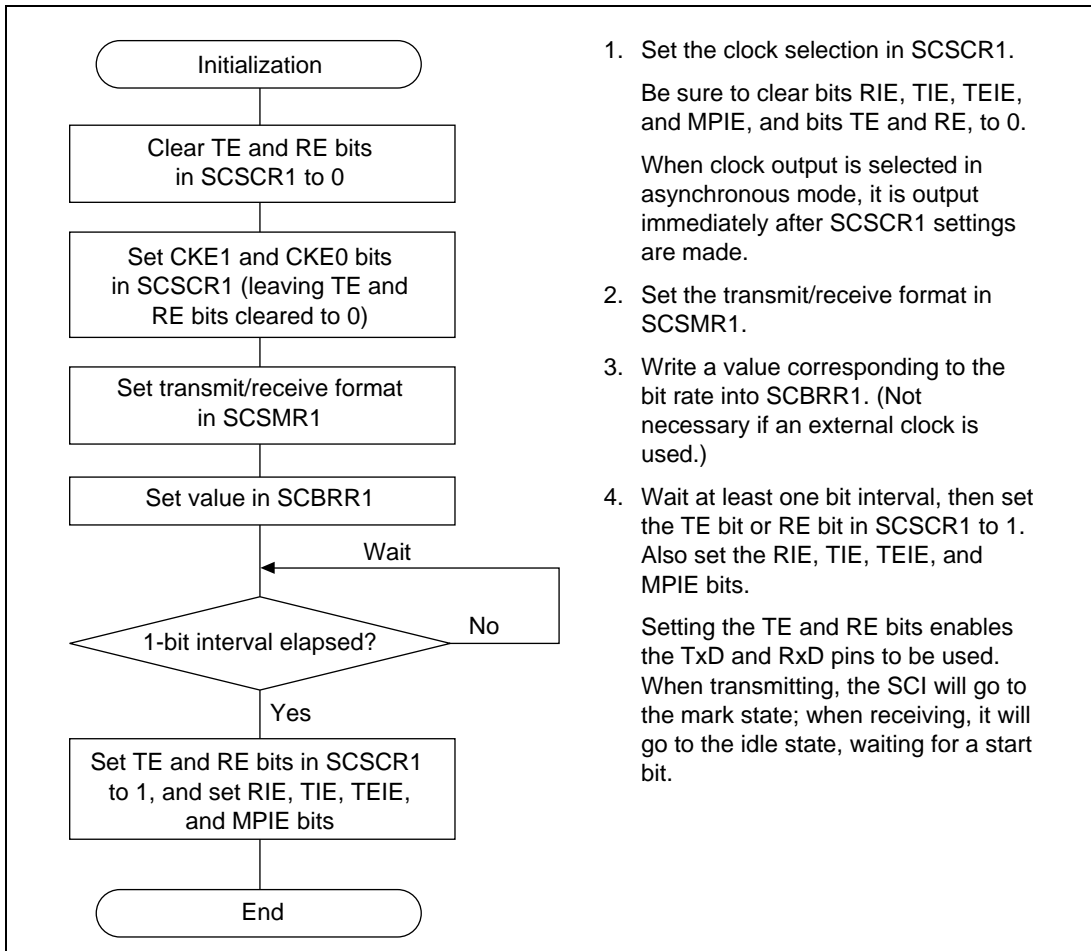 Initialization
Clear TE and RE bits
in SCSCR1 to 0
Set CKE1 and CKE0 bits
in SCSCR1 (leaving TE and
RE bits cleared to 0)
Set transmit/receive format
in SCSMR1
Set value in SCBRR1
Wait
1-bit interval elapsed?
No
Yes
Set TE and RE bits in SCSCR1
to 1, and set RIE, TIE, TEIE,
and MPIE bits
End
1. Set the clock selection in SCSCR1.
Be sure to clear bits RIE, TIE, TEIE,
and MPIE, and bits TE and RE, to 0.
When clock output is selected in
asynchronous mode, it is output
immediately after SCSCR1 settings
are made.
2. Set the transmit/receive format in
SCSMR1.
3. Write a value corresponding to the
bit rate into SCBRR1. (Not
necessary if an external clock is
used.)
4. Wait at least one bit interval, then set
the TE bit or RE bit in SCSCR1 to 1.
Also set the RIE, TIE, TEIE, and
MPIE bits.
Setting the TE and RE bits enables
the TxD and RxD pins to be used.
When transmitting, the SCI will go to
the mark state; when receiving, it will
go to the idle state, waiting for a start
bit.